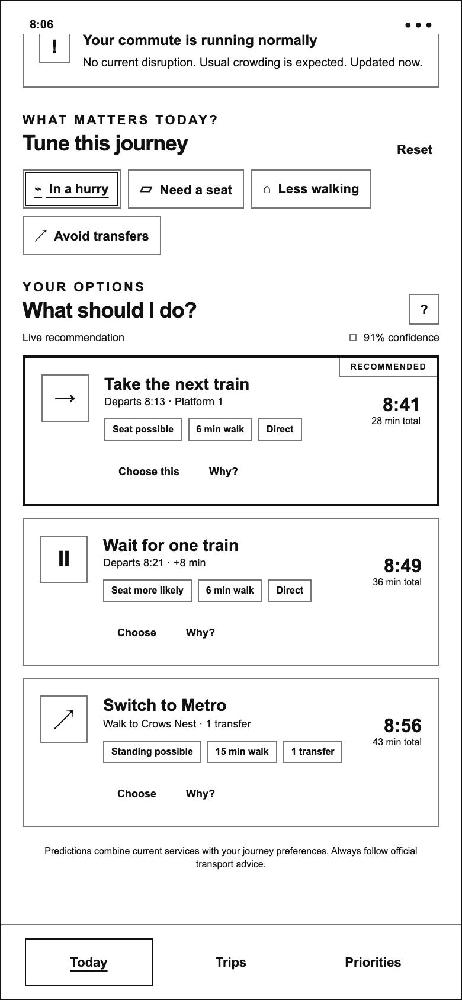 8:06
!
Your commute is running normally
No current disruption. Usual crowding is expected. Updated now.
WHAT MATTERS TODAY?
Tune this journey
Reset
In a hurry
Need a seat
Less walking
Avoid transfers
YOUR OPTIONS
What should I do?
?
Live recommendation
91% confidence
RECOMMENDED
Take the next train
Departs 8:13 · Platform 1
8:41
28 min total
Seat possible
6 min walk
Direct
Choose this
Why?
Wait for one train
Departs 8:21 · +8 min
8:49
36 min total
Seat more likely
6 min walk
Direct
Choose
Why?
Switch to Metro
Walk to Crows Nest · 1 transfer
8:56
43 min total
Standing possible
15 min walk
1 transfer
Choose
Why?
Predictions combine current services with your journey preferences. Always follow official
transport advice.
Today
Trips
Priorities